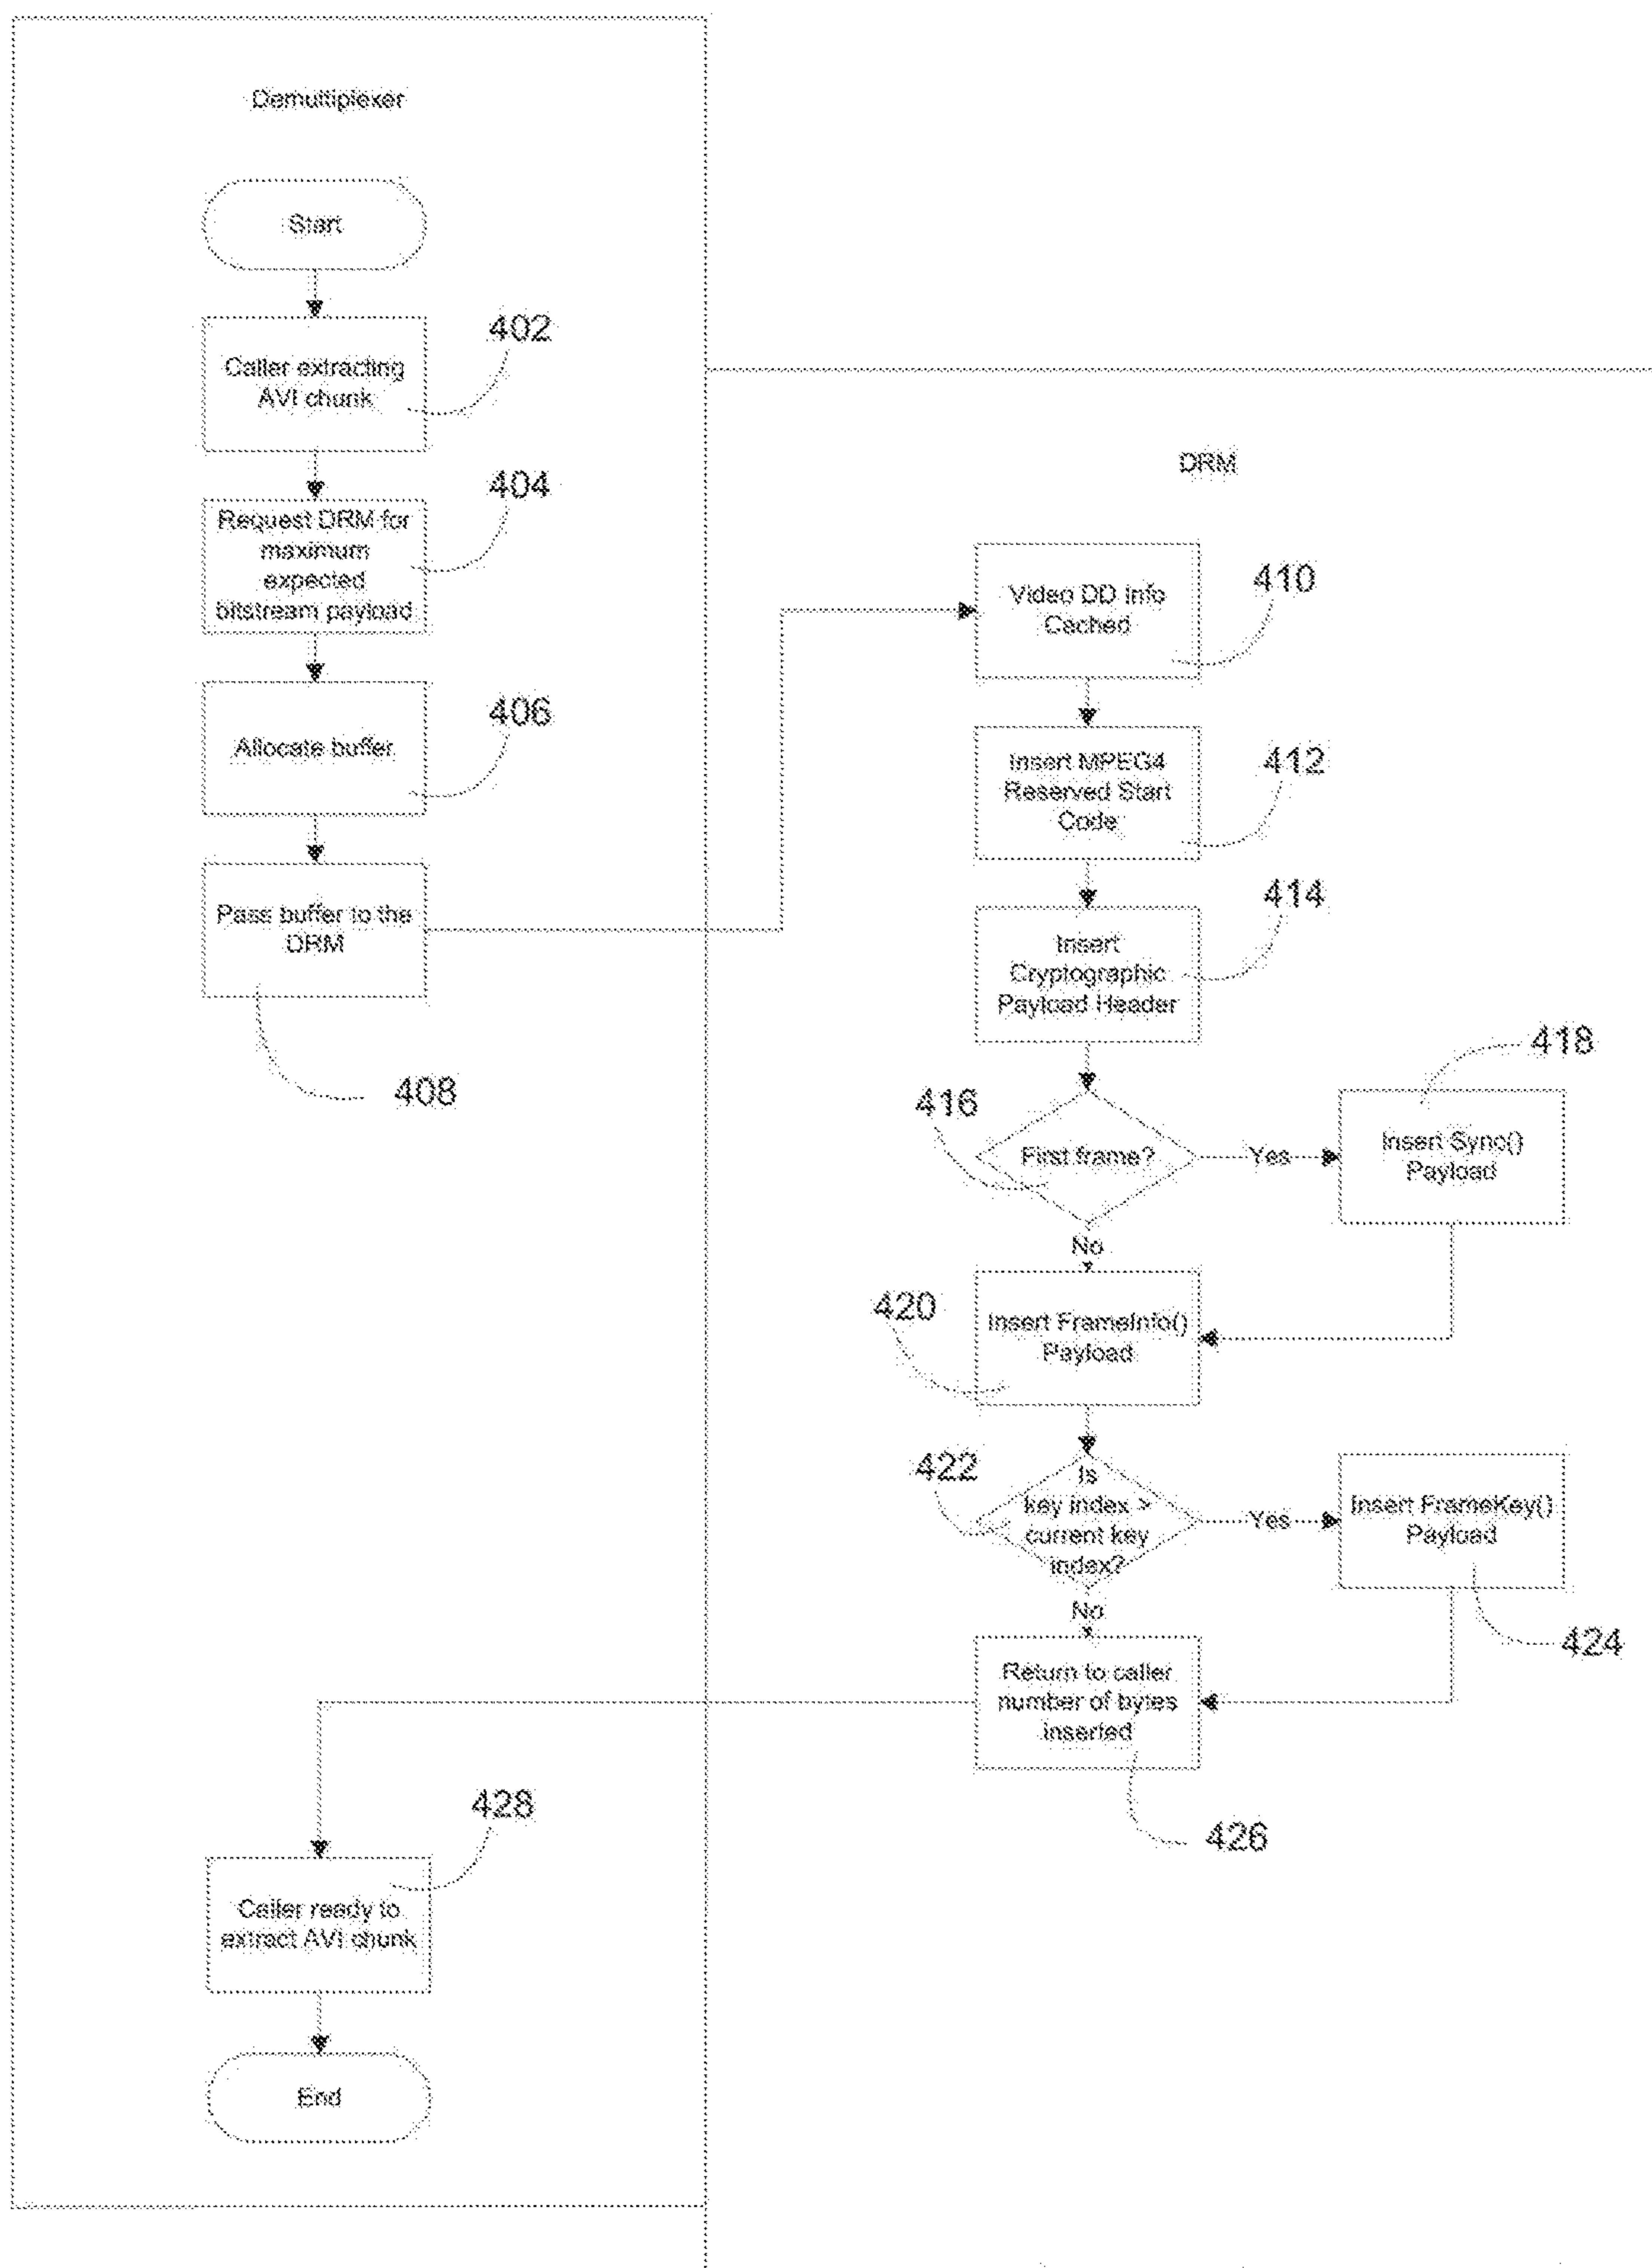 Demultiplexer
Start
402
Caller extracting
AVI chunk
404
Request DRM for
maximum
expected
bitstream payload
406
Allocate buffer
Pass buffer to the
DRM
408
DRM
410
Video DD Info
Cached
412
Insert MPEG4
Reserved Start
Code
414
Insert
Cryptographic
Payload Header
416
First frame?
Yes
418
Insert Sync()
Payload
No
420
Insert FrameInfo()
Payload
422
Is
key index >
current key
index?
Yes
Insert FrameKey()
Payload
424
No
Return to caller
number of bytes
inserted
426
428
Caller ready to
extract AVI chunk
End